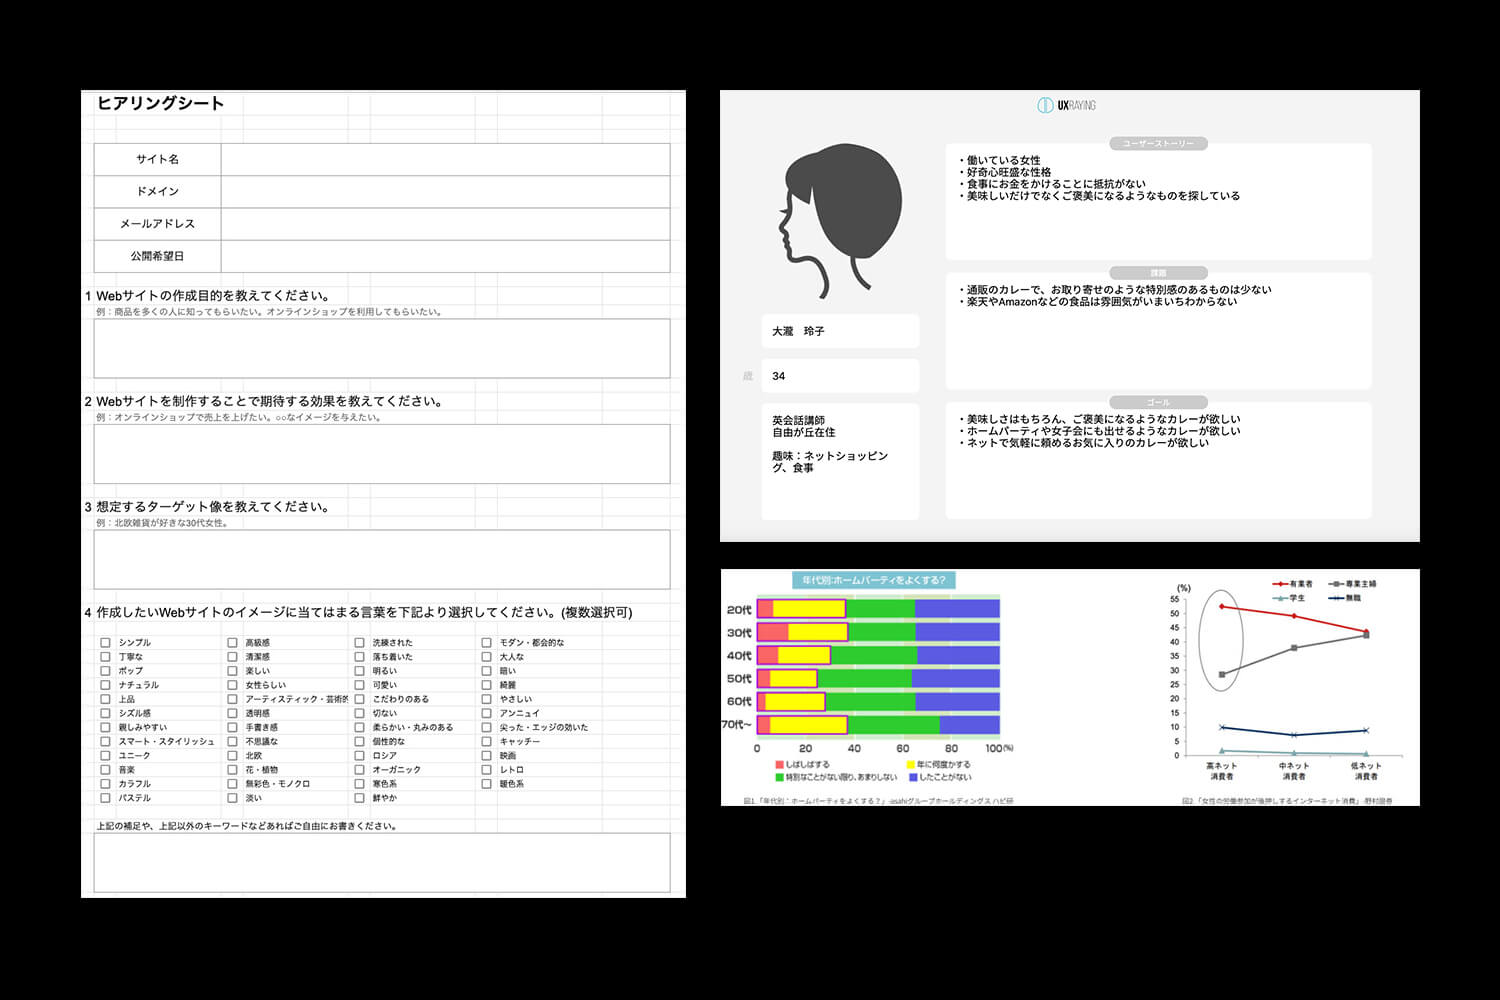 ヒアリングシート
サイト名
ドメイン
メールアドレス
公開希望日
1 Webサイトの作成目的を教えてください。
例：商品を多くの人に知ってもらいたい。オンラインショップを利用してもらいたい。
2 Webサイトを制作することで期待する効果を教えてください。
例：オンラインショップで売上を上げたい。○○なイメージを与えたい。
3 想定するターゲット像を教えてください。
例：北欧雑貨が好きな30代女性。
4 作成したいWebサイトのイメージに当てはまる言葉を下記より選択してください。(複数選択可)
シンプル 高級感 洗練された モダン・都会的な
丁寧な 清潔感 落ち着いた 大人な
ポップ 楽しい 明るい 暗い
ナチュラル 女性らしい 可愛い 綺麗
上品 アーティスティック・芸術的 こだわりのある やさしい
シズル感 透明感 切ない アンニュイ
親しみやすい 手書き感 柔らかい・丸みのある 尖った・エッジの効いた
スマート・スタイリッシュ 不思議な 個性的な キャッチー
ユニーク 北欧 ロシア 映画
音楽 花・植物 オーガニック レトロ
カラフル 無彩色・モノクロ 寒色系 暖色系
パステル 淡い 鮮やか
上記の補足や、上記以外のキーワードなどあればご自由にお書きください。
UXRAYING
大瀧　玲子
歳
34
英会話講師
自由が丘在住
趣味：ネットショッピン
グ、食事
ユーザーストーリー
・働いている女性
・好奇心旺盛な性格
・食事にお金をかけることに抵抗がない
・美味しいだけでなくご褒美になるようなものを探している
課題
・通販のカレーで、お取り寄せのような特別感のあるものは少ない
・楽天やAmazonなどの食品は雰囲気がいまいちわからない
ゴール
・美味しさはもちろん、ご褒美になるようなカレーが欲しい
・ホームパーティや女子会にも出せるようなカレーが欲しい
・ネットで気軽に頼めるお気に入りのカレーが欲しい
年代別:ホームパーティをよくする?
20代
30代
40代
50代
60代
70代～
0 20 40 60 80 100(%)
しばしばする 年に何度かする
特別なことがない限り、あまりしない したことがない
図1.「年代別：ホームパーティをよくする？」-asahiグループホールディングス ハピ研
(%)
有業者 専業主婦
学生 無職
55
50
45
40
35
30
25
20
15
10
5
0
高ネット
消費者
中ネット
消費者
低ネット
消費者
図2.「女性の労働参加が後押しするインターネット消費」-野村證券